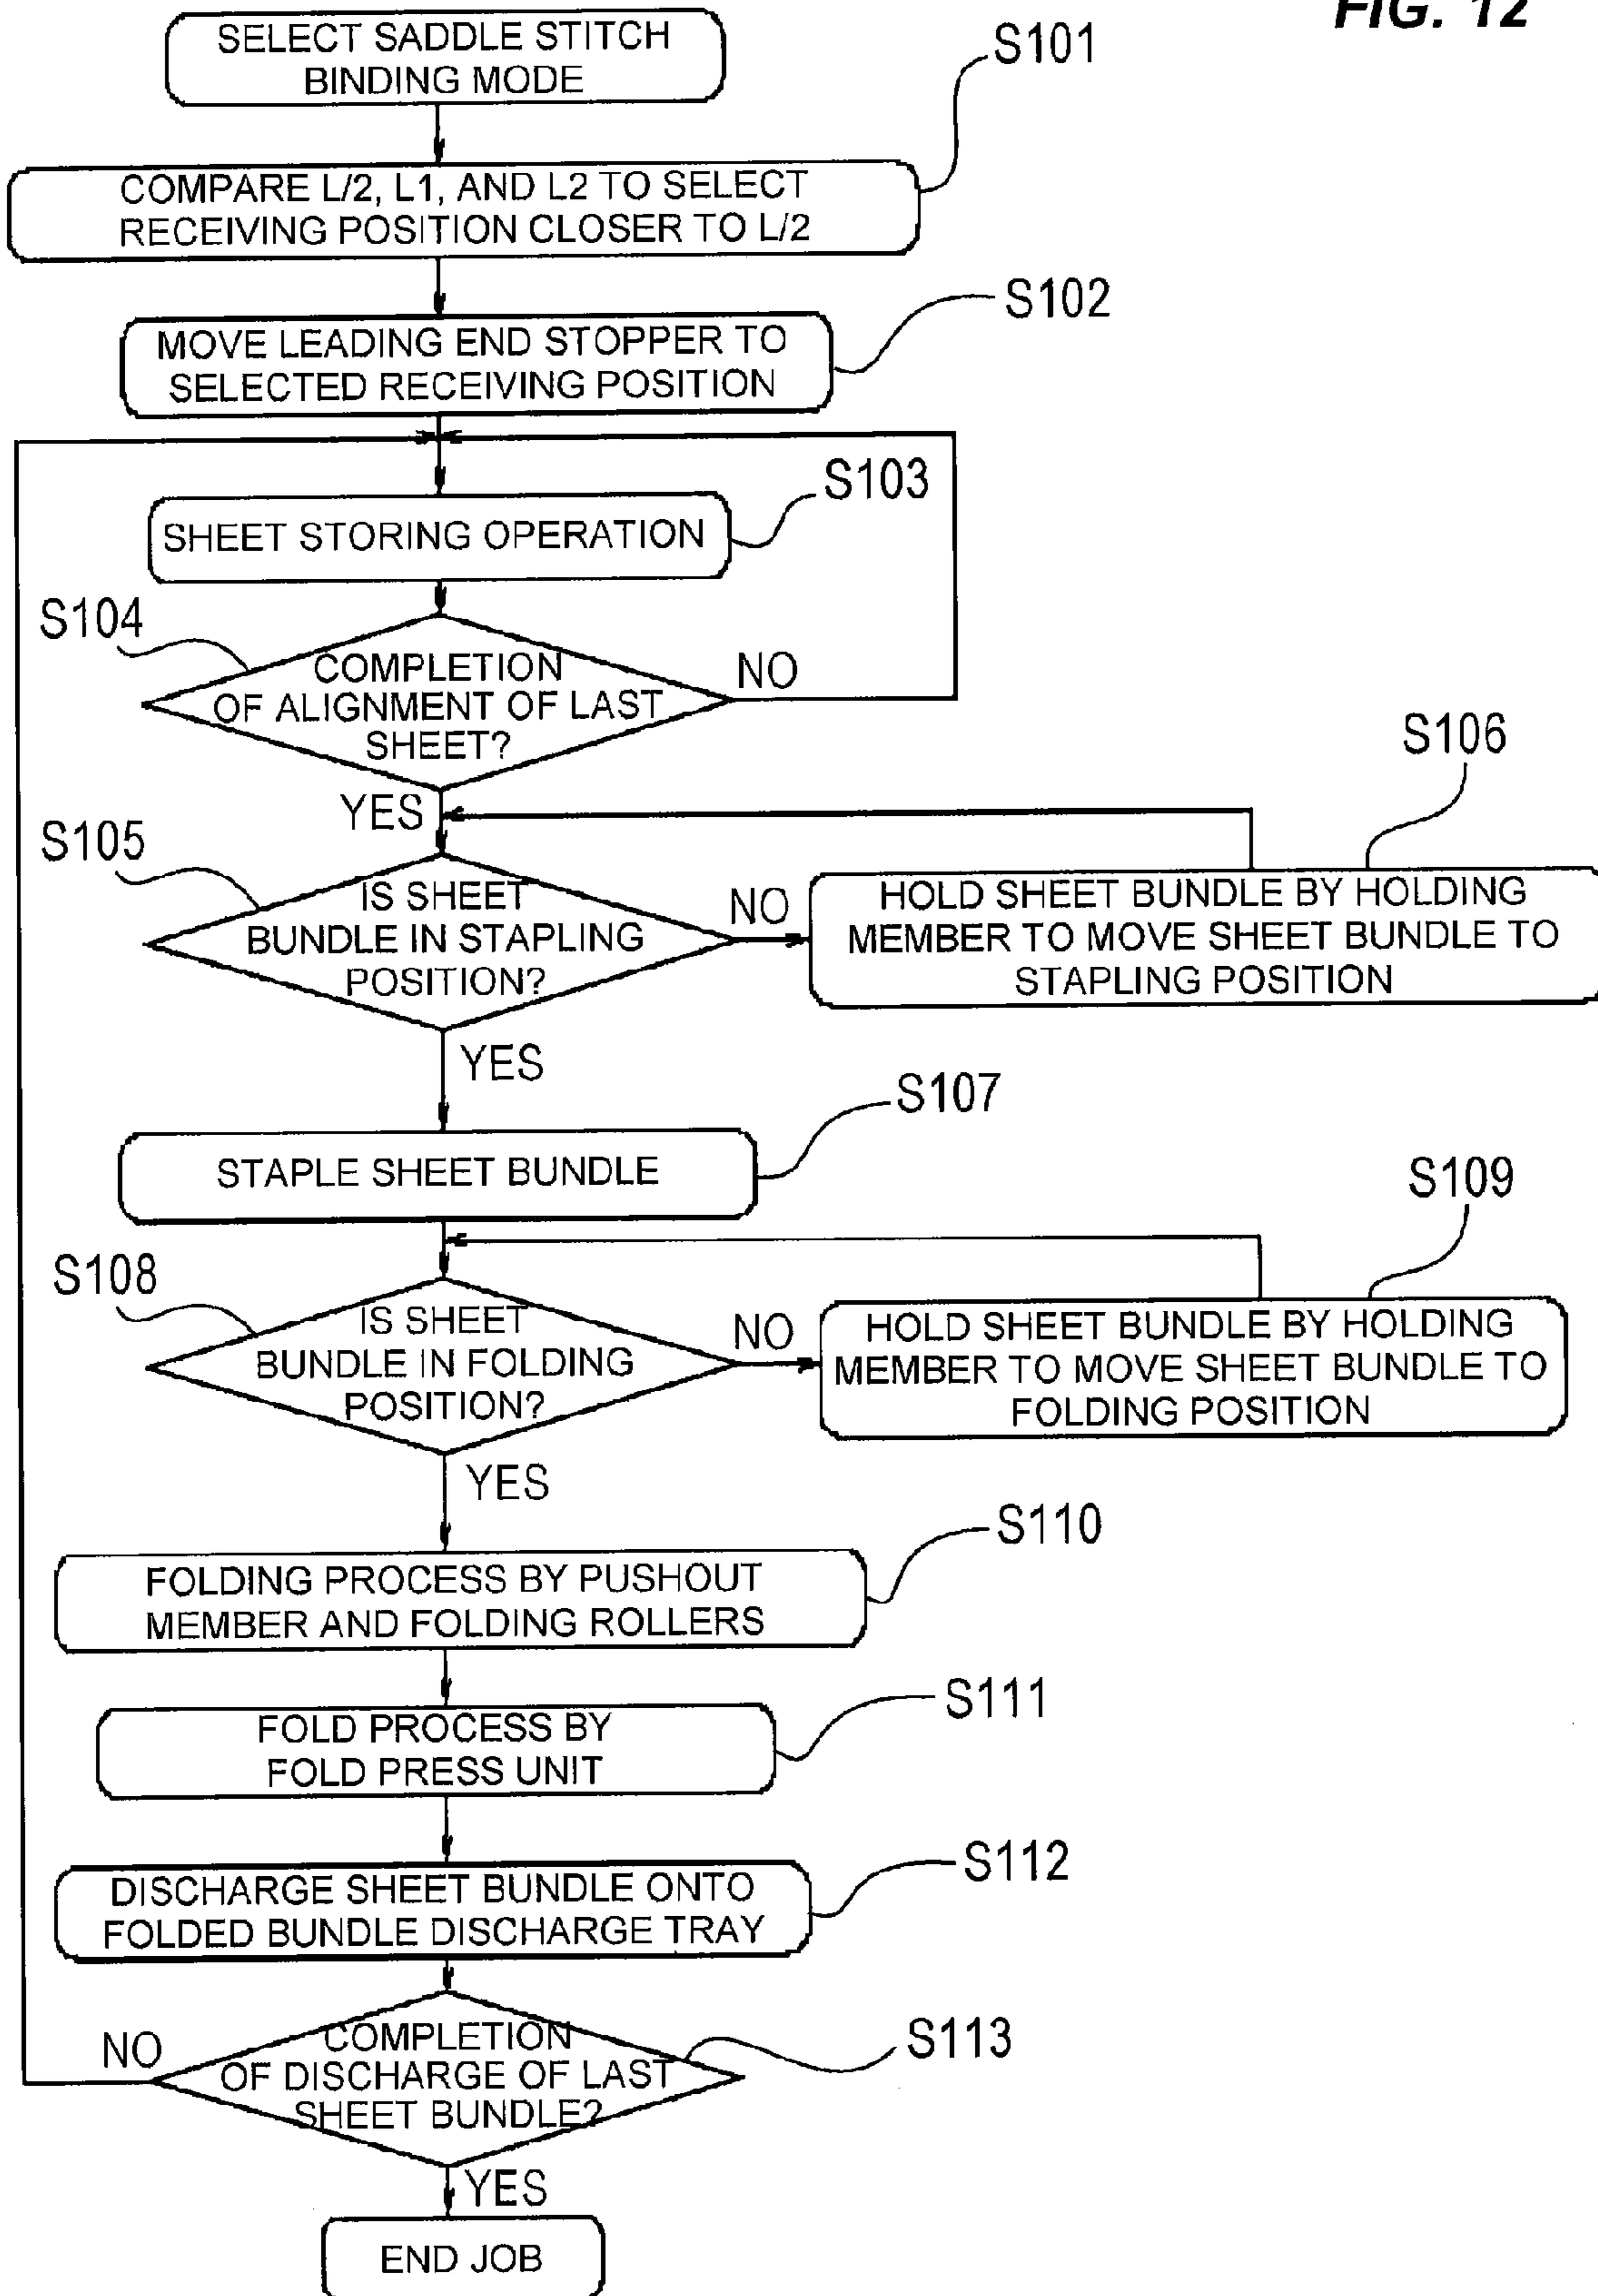 FIG. 12
SELECT SADDLE STITCH
BINDING MODE
S101
COMPARE L/2, L1, AND L2 TO SELECT
RECEIVING POSITION CLOSER TO L/2
S102
MOVE LEADING END STOPPER TO
SELECTED RECEIVING POSITION
S103
SHEET STORING OPERATION
S104
COMPLETION
OF ALIGNMENT OF LAST
SHEET?
NO
YES
S106
S105
IS SHEET
BUNDLE IN STAPLING
POSITION?
NO
HOLD SHEET BUNDLE BY HOLDING
MEMBER TO MOVE SHEET BUNDLE TO
STAPLING POSITION
YES
S107
STAPLE SHEET BUNDLE
S109
S108
IS SHEET
BUNDLE IN FOLDING
POSITION?
NO
HOLD SHEET BUNDLE BY HOLDING
MEMBER TO MOVE SHEET BUNDLE TO
FOLDING POSITION
YES
S110
FOLDING PROCESS BY PUSHOUT
MEMBER AND FOLDING ROLLERS
S111
FOLD PROCESS BY
FOLD PRESS UNIT
S112
DISCHARGE SHEET BUNDLE ONTO
FOLDED BUNDLE DISCHARGE TRAY
S113
NO
COMPLETION
OF DISCHARGE OF LAST
SHEET BUNDLE?
YES
END JOB